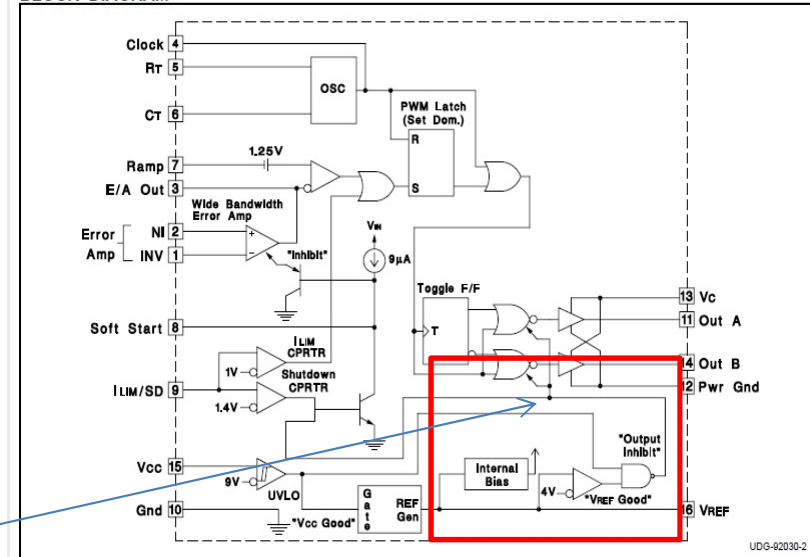 Clock 4
RT 5
OSC
CT 6
PWM Latch
(Set Dom.)
R
S
1.25V
Ramp 7
E/A Out 3
Wide Bandwidth
Error Amp
Error
Amp
NI 2
INV 1
+
−
"Inhibit"
VIN
9µA
Toggle F/F
T
13 Vc
11 Out A
14 Out B
12 Pwr Gnd
Soft Start 8
ILIM
CPRTR
1V
Shutdown
CPRTR
ILIM/SD 9
1.4V
"Output
Inhibit"
Vcc 15
9V
UVLO
Internal
Bias
4V
"VREF Good"
Gnd 10
"Vcc Good"
Gate
REF
Gen
16 VREF
UDG-92030-2